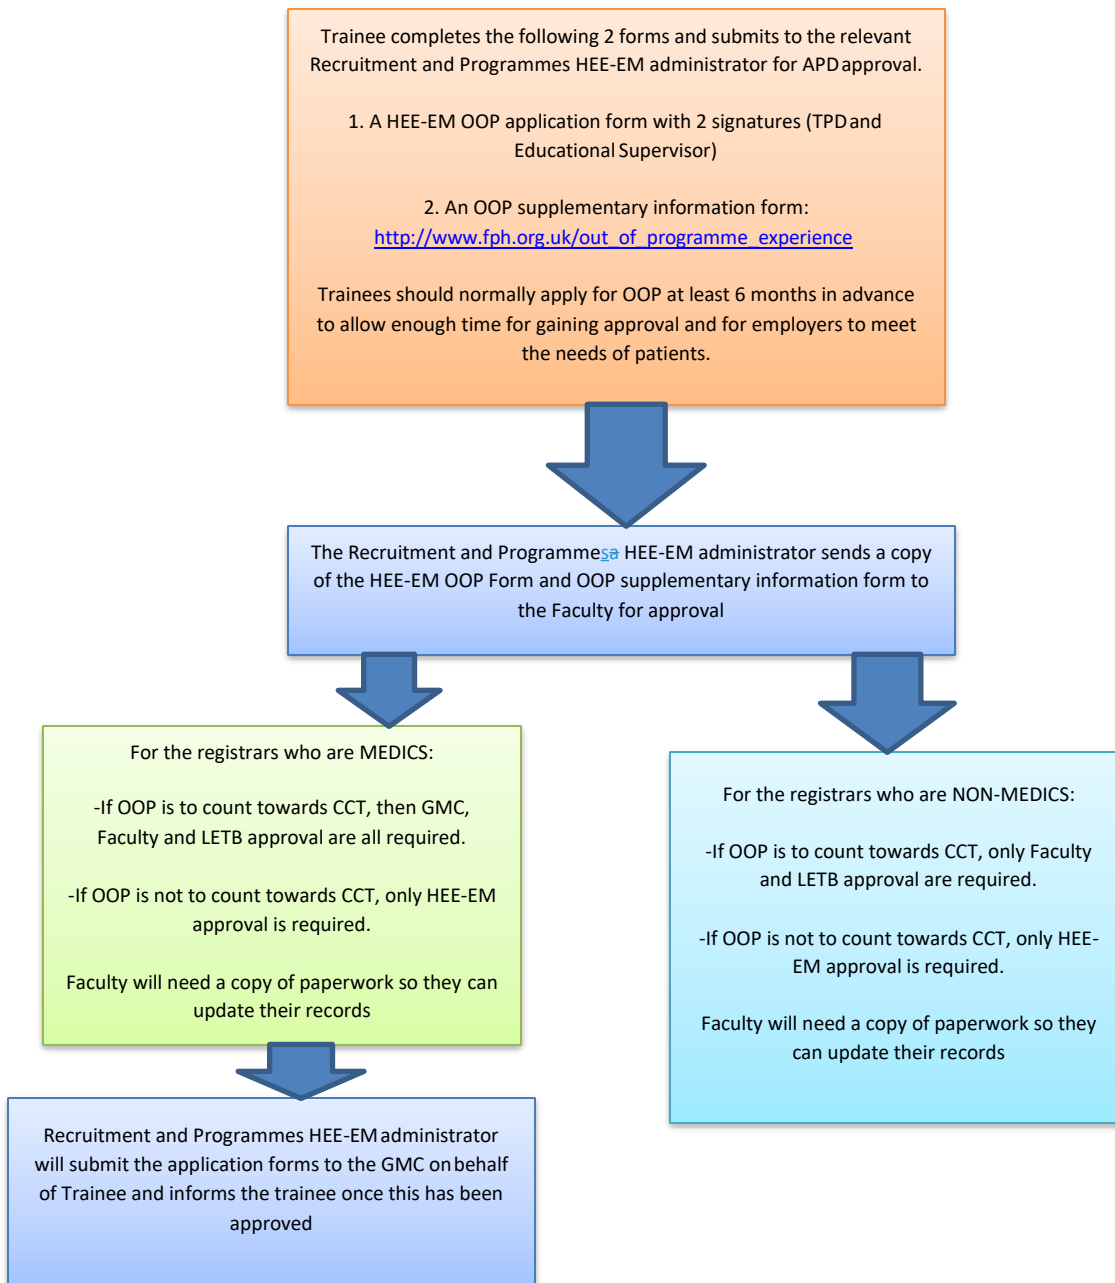 Trainee completes the following 2 forms and submits to the relevant
Recruitment and Programmes HEE-EM administrator for APD approval.
1. A HEE-EM OOP application form with 2 signatures (TPD and
Educational Supervisor)
2. An OOP supplementary information form:
http://www.fph.org.uk/out_of_programme_experience
Trainees should normally apply for OOP at least 6 months in advance
to allow enough time for gaining approval and for employers to meet
the needs of patients.
The Recruitment and Programmesa HEE-EM administrator sends a copy
of the HEE-EM OOP Form and OOP supplementary information form to
the Faculty for approval
For the registrars who are MEDICS:
-If OOP is to count towards CCT, then GMC,
Faculty and LETB approval are all required.
-If OOP is not to count towards CCT, only HEE-EM
approval is required.
Faculty will need a copy of paperwork so they can
update their records
For the registrars who are NON-MEDICS:
-If OOP is to count towards CCT, only Faculty
and LETB approval are required.
-If OOP is not to count towards CCT, only HEE-
EM approval is required.
Faculty will need a copy of paperwork so they
can update their records
Recruitment and Programmes HEE-EM administrator
will submit the application forms to the GMC on behalf
of Trainee and informs the trainee once this has been
approved